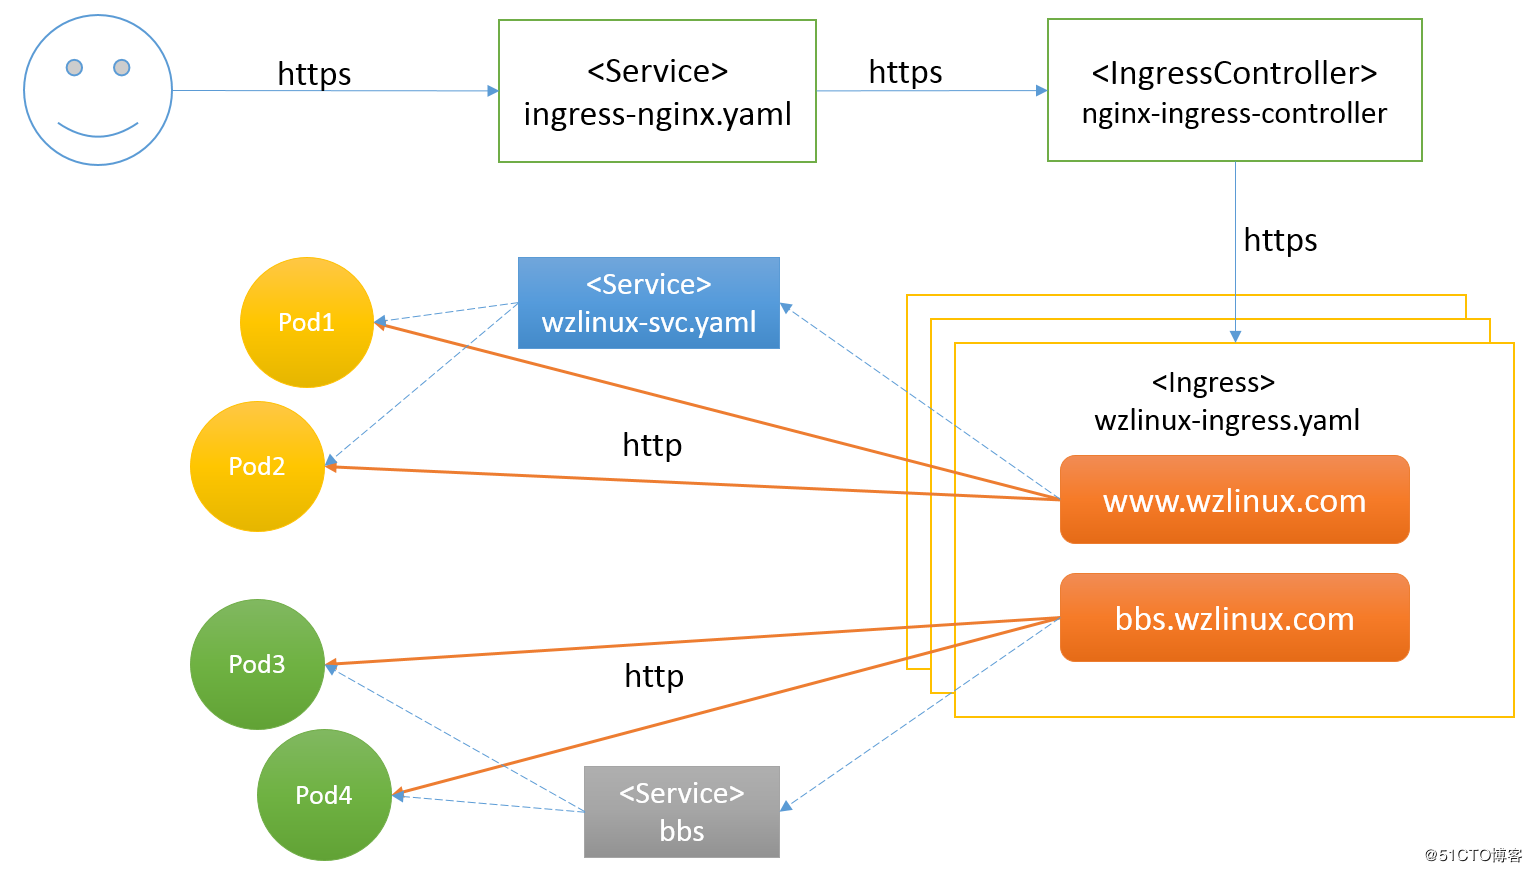 https
<Service>
ingress-nginx.yaml
https
<IngressController>
nginx-ingress-controller
https
<Service>
wzlinux-svc.yaml
Pod1
<Ingress>
wzlinux-ingress.yaml
http
Pod2
www.wzlinux.com
bbs.wzlinux.com
Pod3
http
Pod4
<Service>
bbs
@51CTO博客